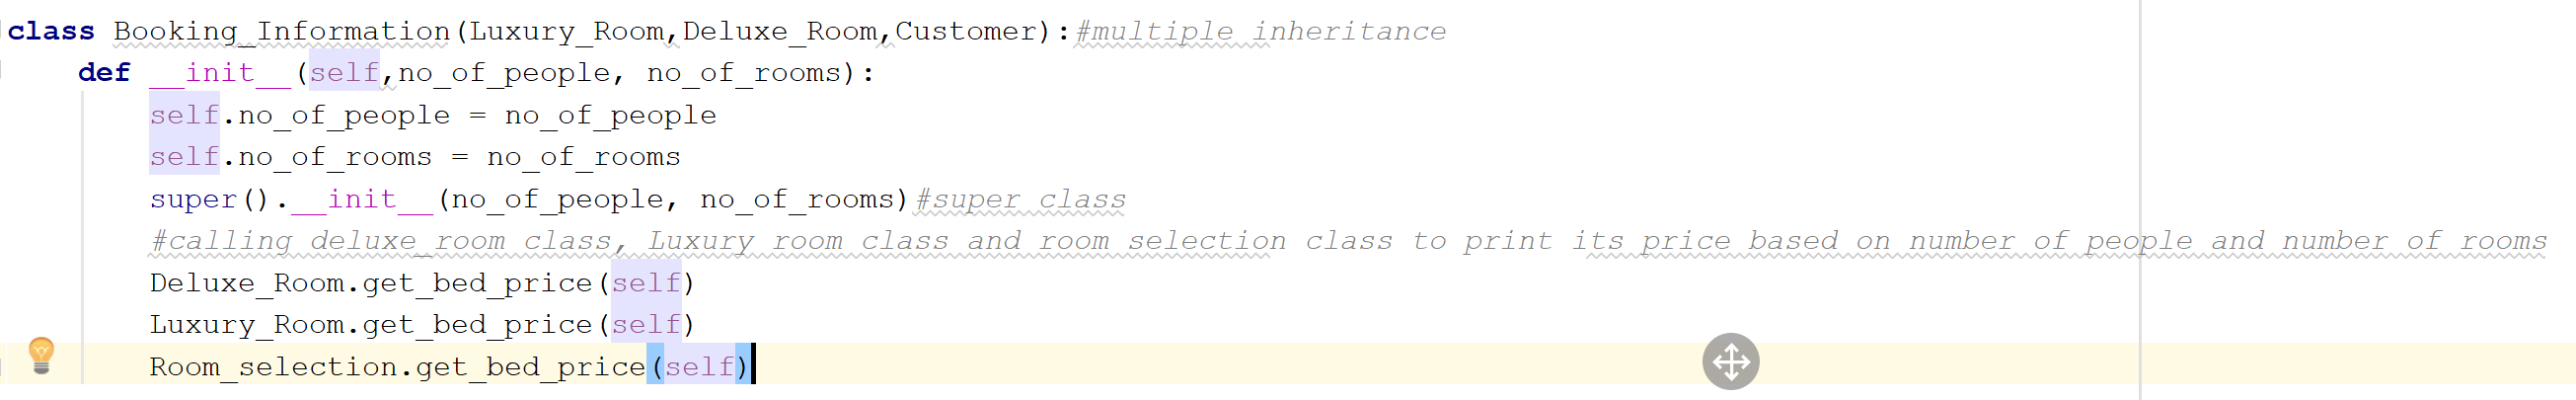 class Booking_Information(Luxury_Room,Deluxe_Room,Customer):#multiple inheritance
    def __init__(self,no_of_people, no_of_rooms):
        self.no_of_people = no_of_people
        self.no_of_rooms = no_of_rooms
        super().__init__(no_of_people, no_of_rooms)#super class
        #calling deluxe_room class, Luxury room class and room selection class to print its price based on number of people and number of rooms
        Deluxe_Room.get_bed_price(self)
        Luxury_Room.get_bed_price(self)
        Room_selection.get_bed_price(self)